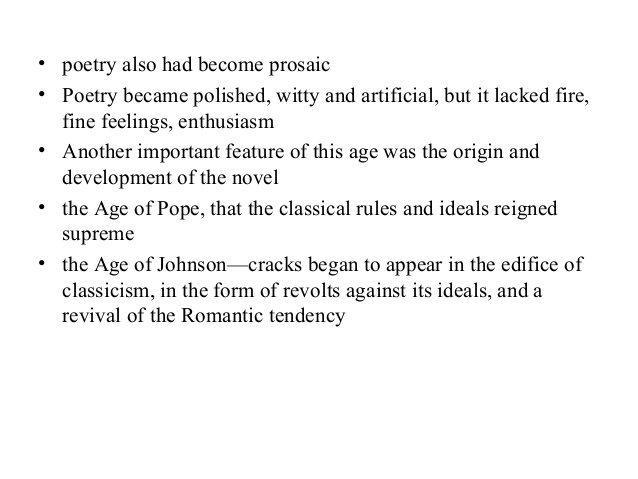 • poetry also had become prosaic
• Poetry became polished, witty and artificial, but it lacked fire,
fine feelings, enthusiasm
• Another important feature of this age was the origin and
development of the novel
• the Age of Pope, that the classical rules and ideals reigned
supreme
• the Age of Johnson—cracks began to appear in the edifice of
classicism, in the form of revolts against its ideals, and a
revival of the Romantic tendency